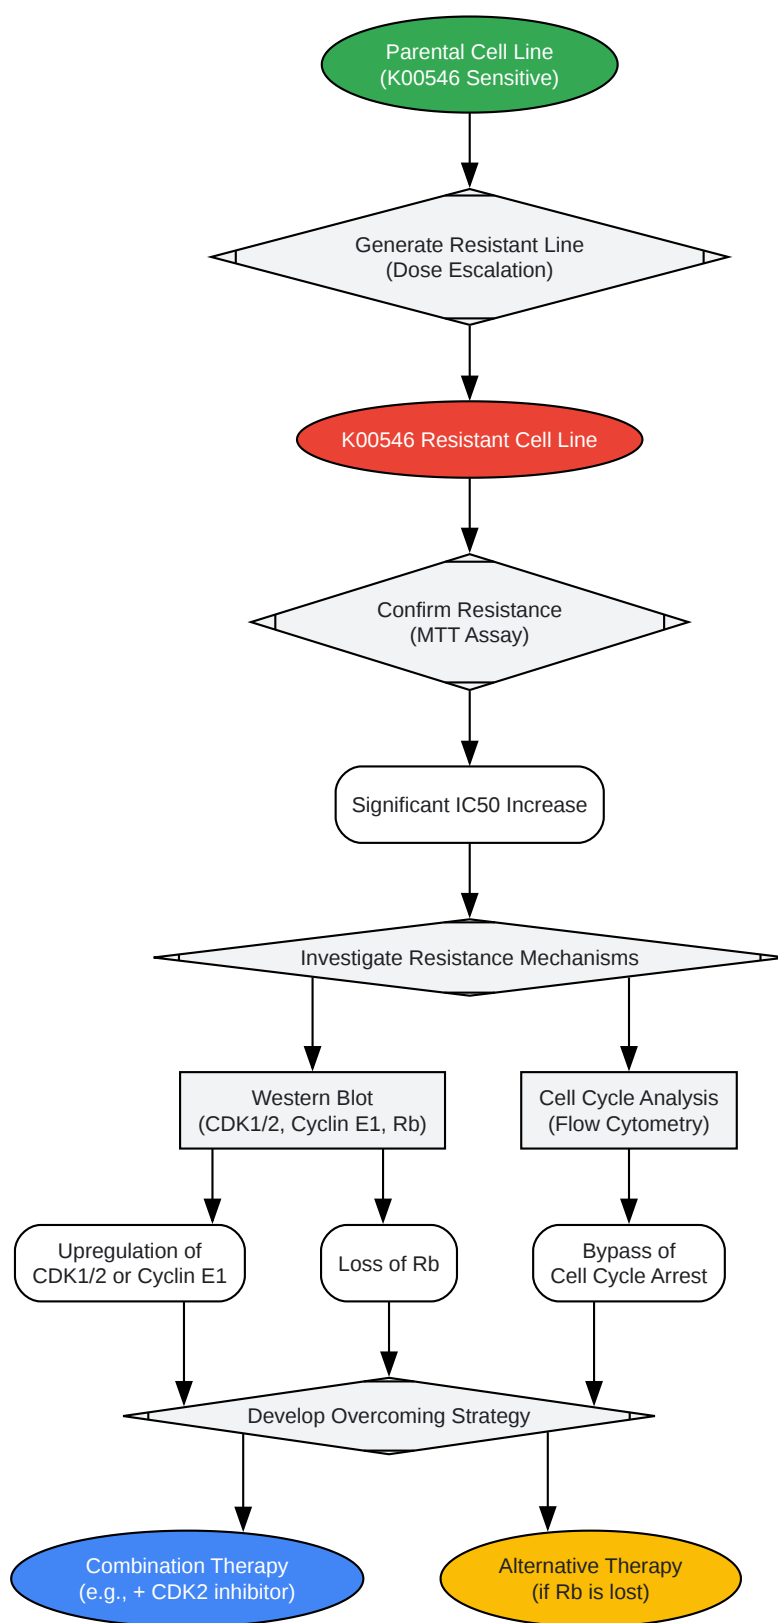 Parental Cell Line
(K00546 Sensitive)
Generate Resistant Line
(Dose Escalation)
K00546 Resistant Cell Line
Confirm Resistance
(MTT Assay)
Significant IC50 Increase
Investigate Resistance Mechanisms
Western Blot
(CDK1/2, Cyclin E1, Rb)
Cell Cycle Analysis
(Flow Cytometry)
Upregulation of
CDK1/2 or Cyclin E1
Loss of Rb
Bypass of
Cell Cycle Arrest
Develop Overcoming Strategy
Combination Therapy
(e.g., + CDK2 inhibitor)
Alternative Therapy
(if Rb is lost)